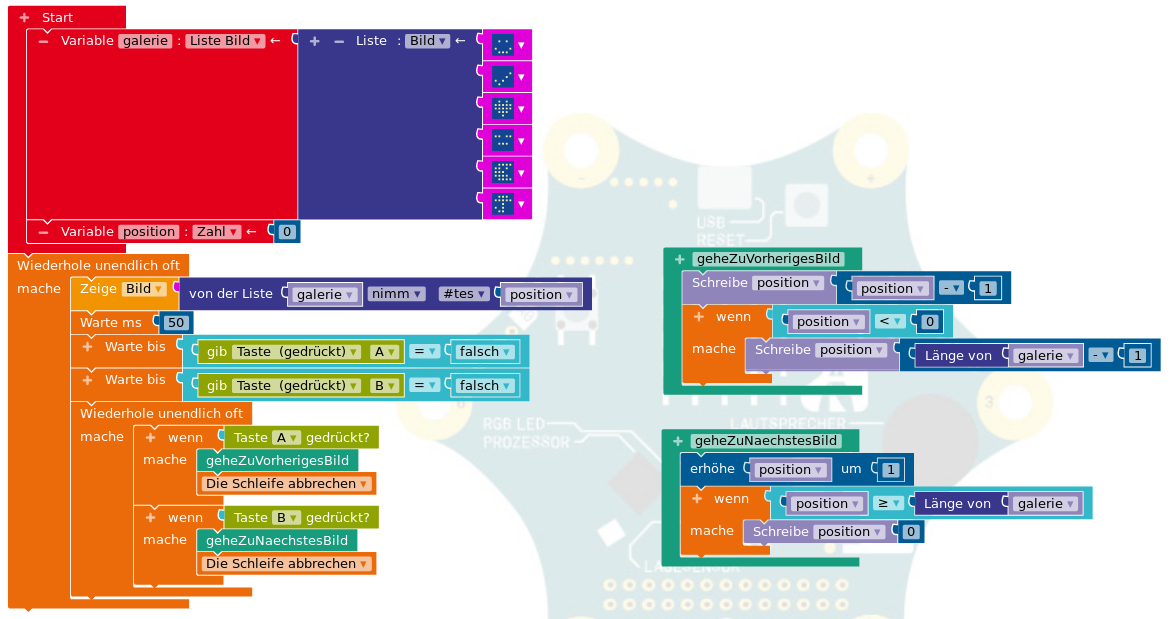 + Start
− Variable galerie : Liste Bild ▾ ← + − Liste : Bild ▾ ←
− Variable position : Zahl ▾ ← 0
Wiederhole unendlich oft
mache Zeige Bild ▾ von der Liste galerie ▾ nimm ▾ #tes ▾ position ▾
Warte ms 50
+ Warte bis gib Taste (gedrückt) ▾ A ▾ = ▾ falsch ▾
+ Warte bis gib Taste (gedrückt) ▾ B ▾ = ▾ falsch ▾
Wiederhole unendlich oft
mache + wenn Taste A ▾ gedrückt?
mache geheZuVorherigesBild
Die Schleife abbrechen ▾
+ wenn Taste B ▾ gedrückt?
mache geheZuNaechstesBild
Die Schleife abbrechen ▾
+ geheZuVorherigesBild
Schreibe position ▾ position ▾ - ▾ 1
+ wenn position ▾ < ▾ 0
mache Schreibe position ▾ Länge von galerie ▾ - ▾ 1
+ geheZuNaechstesBild
erhöhe position ▾ um 1
+ wenn position ▾ ≥ ▾ Länge von galerie ▾
mache Schreibe position ▾ 0
USB
RESET
RGB LED
PROZESSOR
LAUTSPRECHER
3